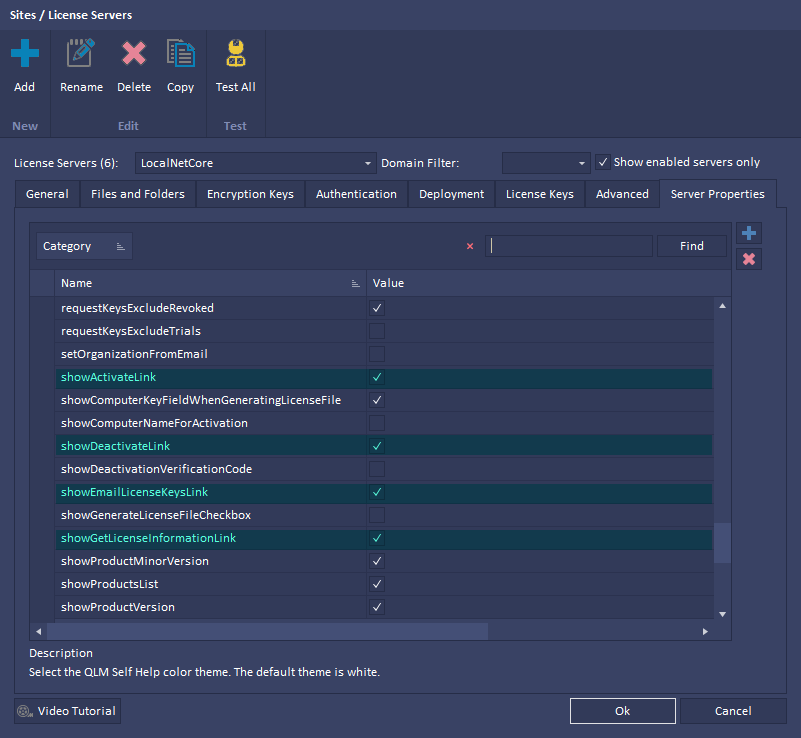 Sites / License Servers
Add Rename Delete Copy Test All
New Edit Test
License Servers (6): LocalNetCore Domain Filter: Show enabled servers only
General Files and Folders Encryption Keys Authentication Deployment License Keys Advanced Server Properties
Category Find
Name Value
requestKeysExcludeRevoked
requestKeysExcludeTrials
setOrganizationFromEmail
showActivateLink
showComputerKeyFieldWhenGeneratingLicenseFile
showComputerNameForActivation
showDeactivateLink
showDeactivationVerificationCode
showEmailLicenseKeysLink
showGenerateLicenseFileCheckbox
showGetLicenseInformationLink
showProductMinorVersion
showProductsList
showProductVersion
Description
Select the QLM Self Help color theme. The default theme is white.
Video Tutorial Ok Cancel